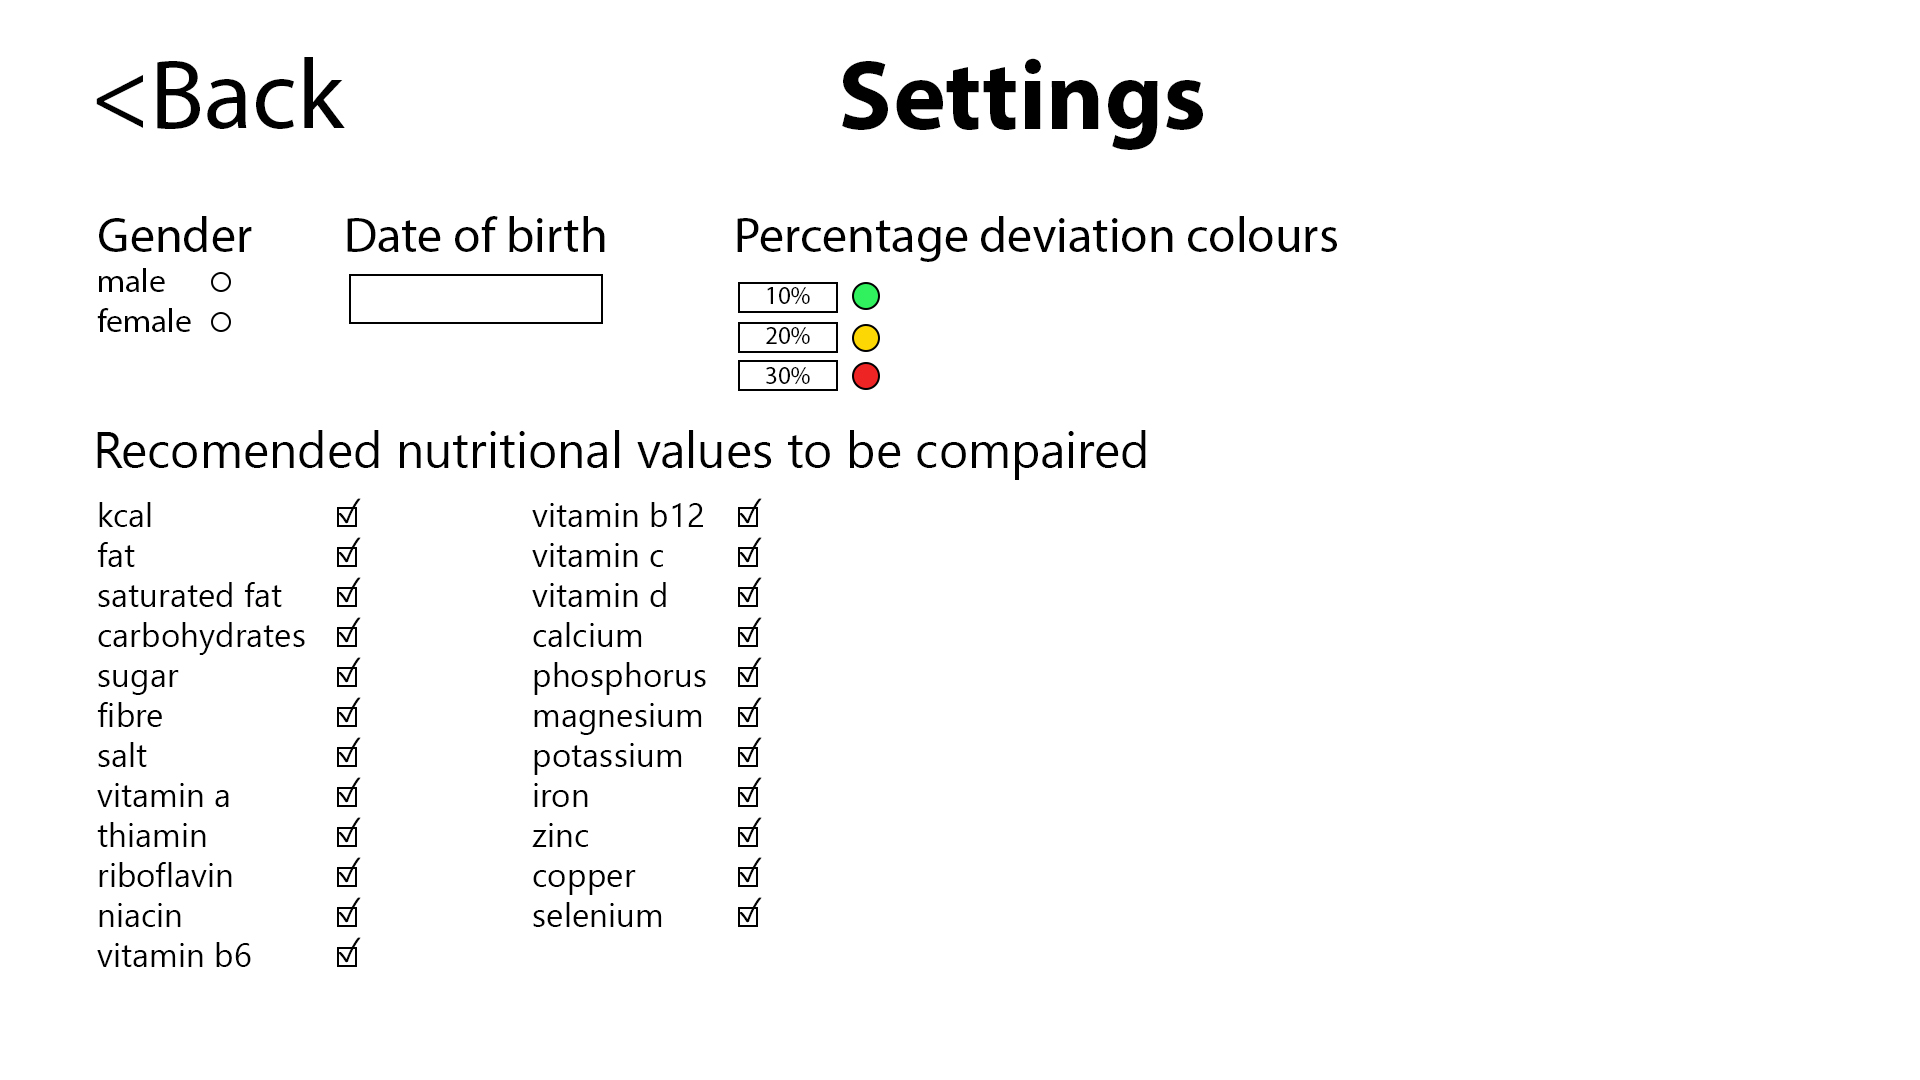 <Back
Settings
Gender
male
female
Date of birth
Percentage deviation colours
10%
20%
30%
Recomended nutritional values to be compaired
kcal
fat
saturated fat
carbohydrates
sugar
fibre
salt
vitamin a
thiamin
riboflavin
niacin
vitamin b6
vitamin b12
vitamin c
vitamin d
calcium
phosphorus
magnesium
potassium
iron
zinc
copper
selenium